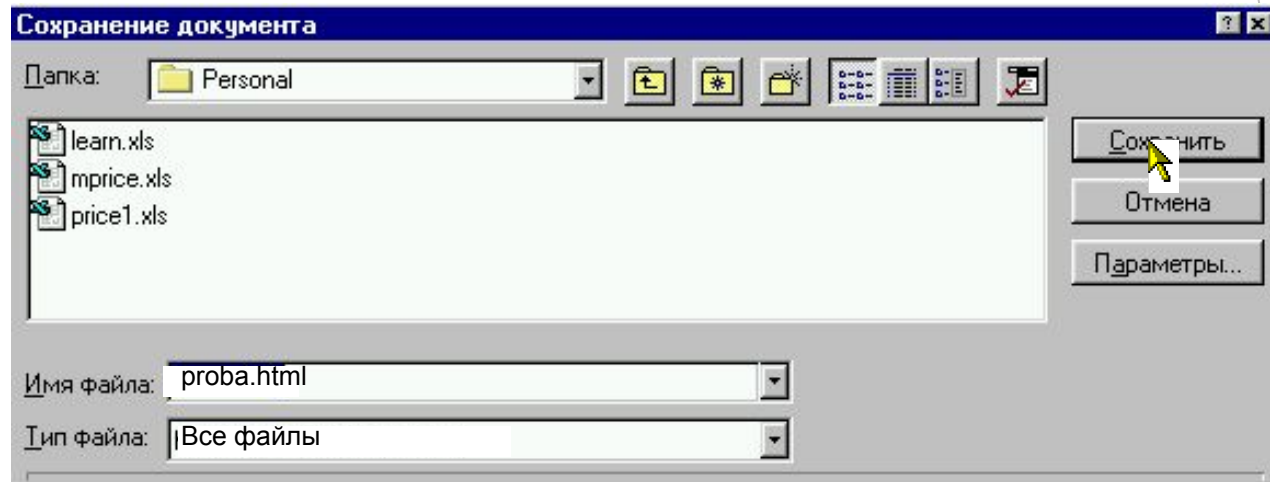 Сохранение документа
Папка: Personal
learn.xls
mprice.xls
price1.xls
Сохранить
Отмена
Параметры...
Имя файла: proba.html
Тип файла: Все файлы